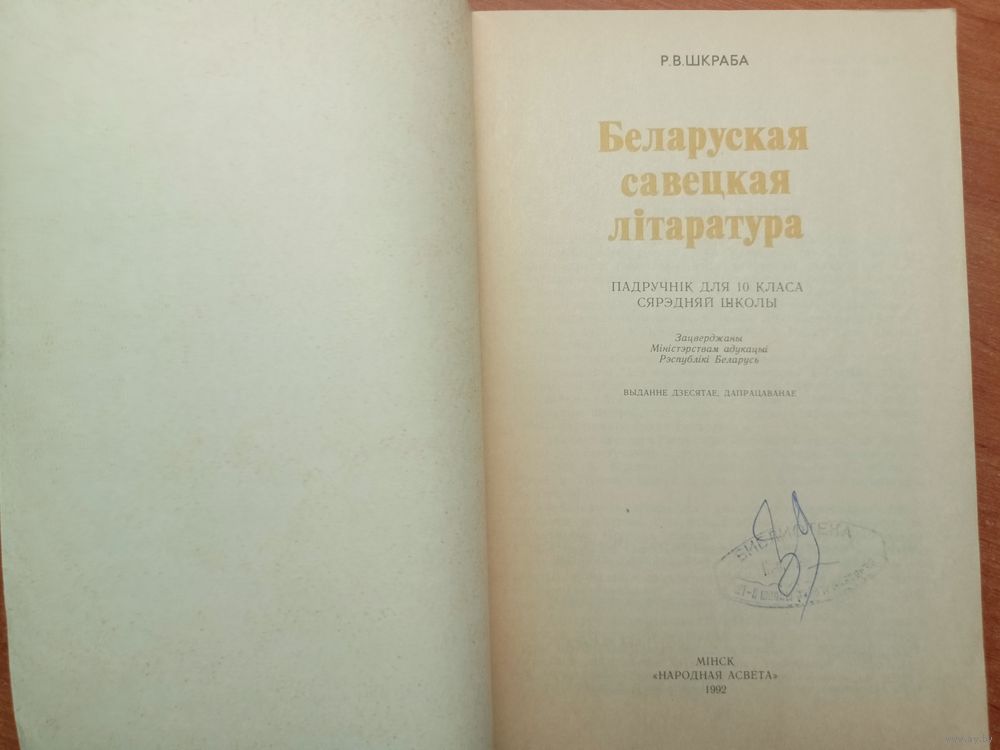 Р.В.ШКРАБА
Беларуская
савецкая
літаратура
ПАДРУЧНІК ДЛЯ 10 КЛАСА
СЯРЭДНЯЙ ШКОЛЫ
Зацверджаны
Міністэрствам адукацыі
Рэспублікі Беларусь
ВЫДАННЕ ДЗЕСЯТАЕ, ДАПРАЦАВАНАЕ
БИБЛИОТЕКА
МІНСК
«НАРОДНАЯ АСВЕТА»
1992